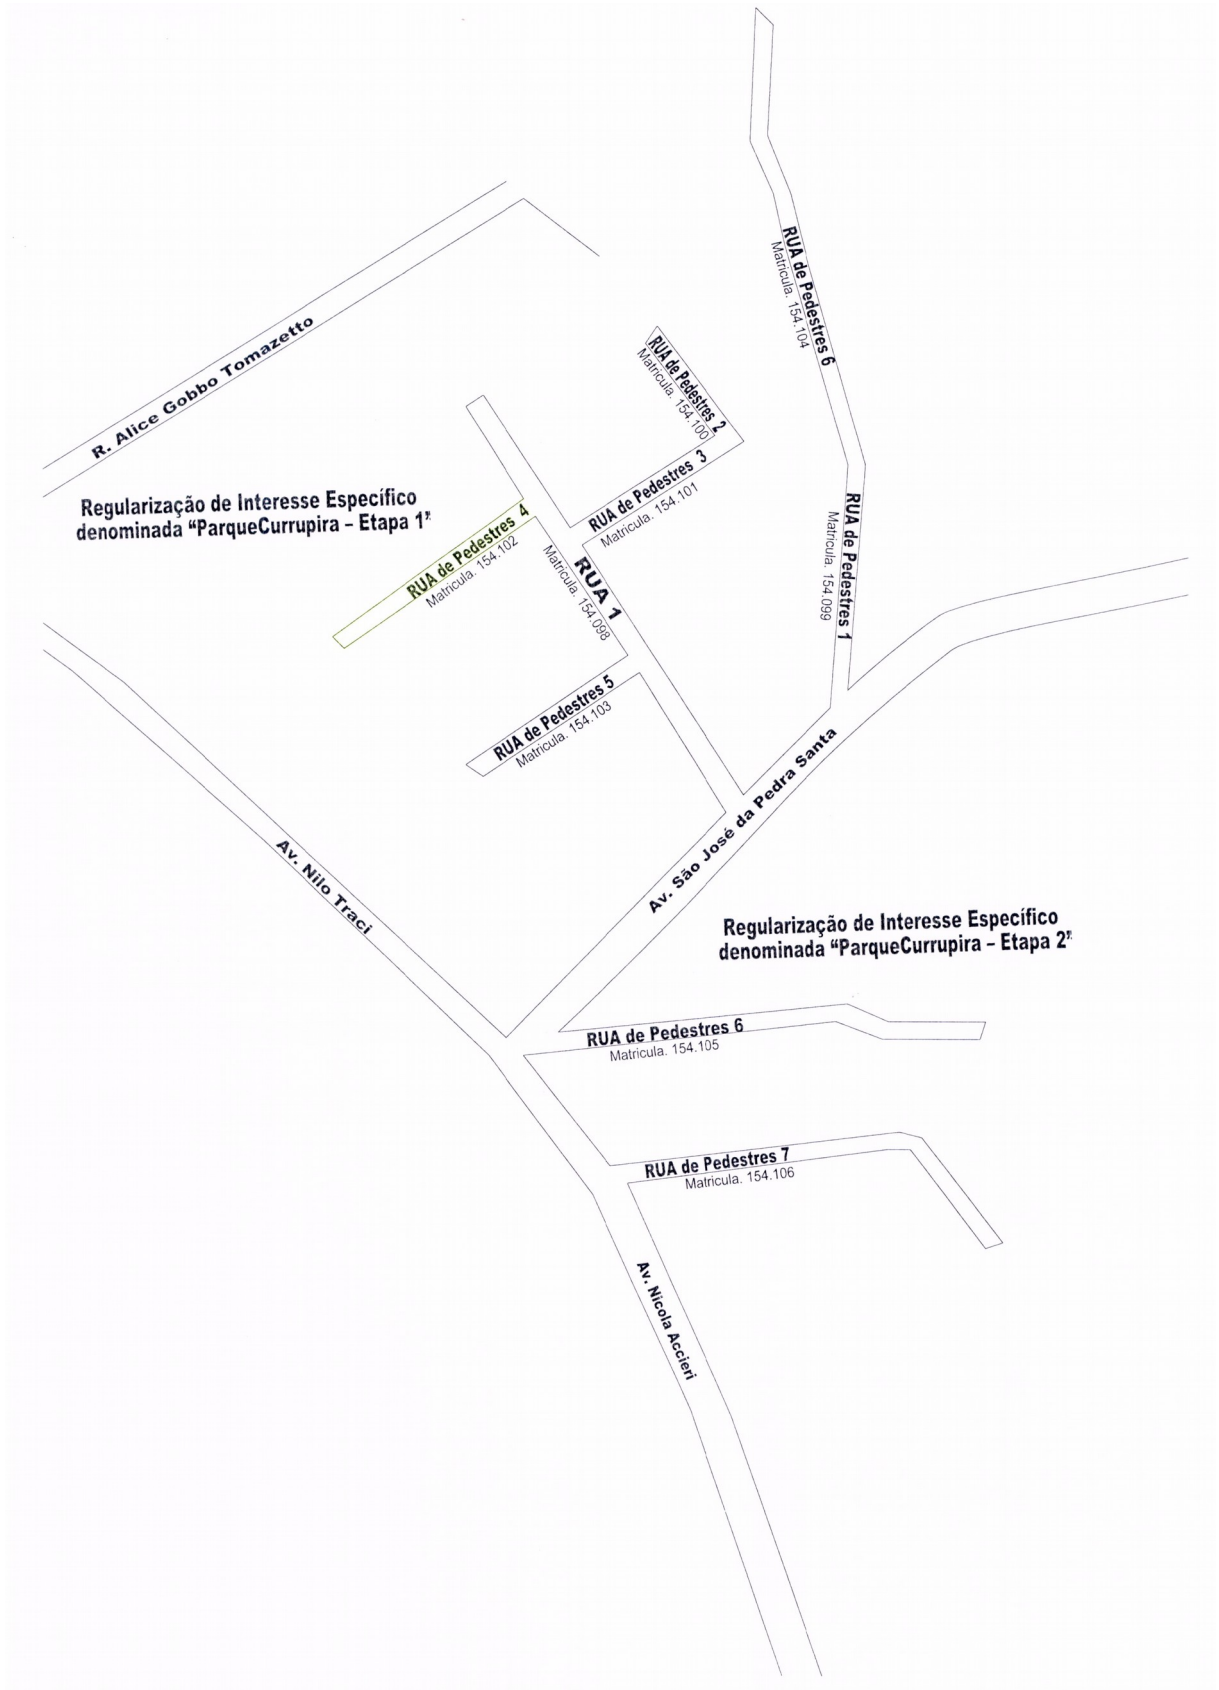 RUA de Pedestres 6
Matricula. 154.104
R. Alice Gobbo Tomazetto
RUA de Pedestres 2
Matricula. 154.100
RUA de Pedestres 3
Matricula. 154.101
Regularização de Interesse Específico
denominada “ParqueCurrupira – Etapa 1”
RUA de Pedestres 4
Matricula. 154.102
RUA 1
Matricula. 154.098
RUA de Pedestres 1
Matricula. 154.099
RUA de Pedestres 5
Matricula. 154.103
Av. São José da Pedra Santa
Av. Nilo Traci
Regularização de Interesse Específico
denominada “ParqueCurrupira – Etapa 2”
RUA de Pedestres 6
Matricula. 154.105
RUA de Pedestres 7
Matricula. 154.106
Av. Nicola Accieri